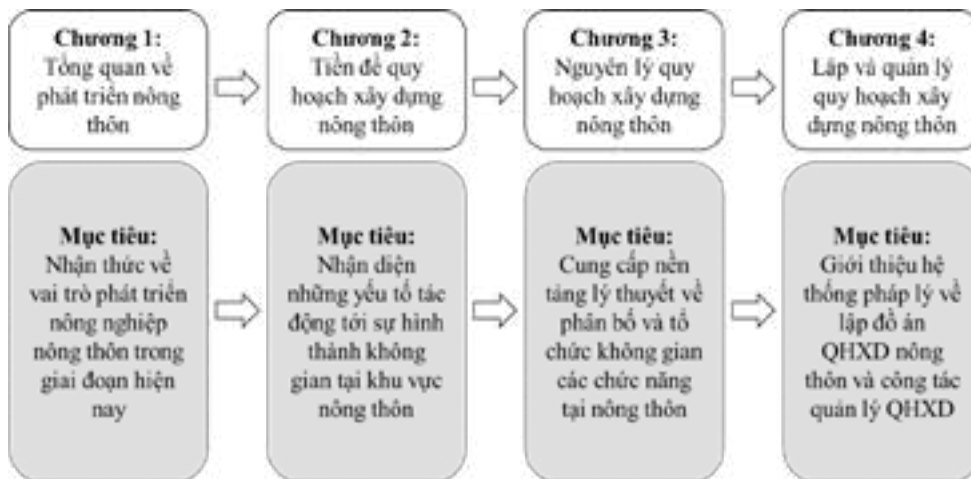 Chương 1:
Tổng quan về
phát triển nông
thôn
Chương 2:
Tiền đề quy
hoạch xây dựng
nông thôn
Chương 3:
Nguyên lý quy
hoạch xây dựng
nông thôn
Chương 4:
Lập và quản lý
quy hoạch xây
dựng nông thôn
Mục tiêu:
Nhận thức về
vai trò phát triển
nông nghiệp
nông thôn trong
giai đoạn hiện
nay
Mục tiêu:
Nhận diện
những yếu tố tác
động tới sự hình
thành không
gian tại khu vực
nông thôn
Mục tiêu:
Cung cấp nền
tảng lý thuyết về
phân bố và tổ
chức không gian
các chức năng
tại nông thôn
Mục tiêu:
Giới thiệu hệ
thống pháp lý về
lập đồ án
QHXD nông
thôn và công tác
quản lý QHXD